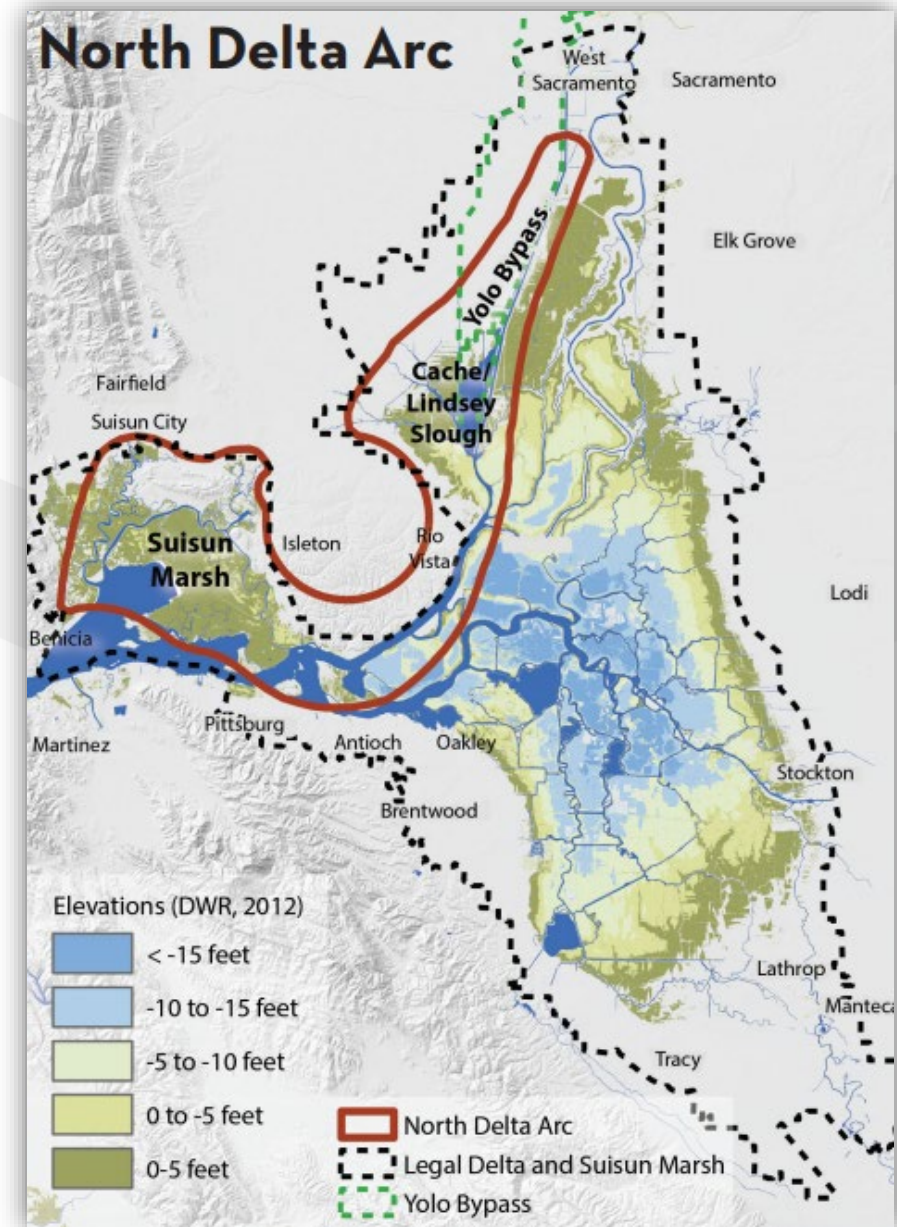 North Delta Arc
West
Sacramento
Sacramento
Elk Grove
Yolo Bypass
Cache/
Lindsey
Slough
Fairfield
Suisun City
Suisun
Marsh
Isleton
Rio
Vista
Lodi
Benicia
Martinez
Pittsburg
Antioch
Oakley
Brentwood
Stockton
Lathrop
Manteca
Tracy
Elevations (DWR, 2012)
< -15 feet
-10 to -15 feet
-5 to -10 feet
0 to -5 feet
0-5 feet
North Delta Arc
Legal Delta and Suisun Marsh
Yolo Bypass